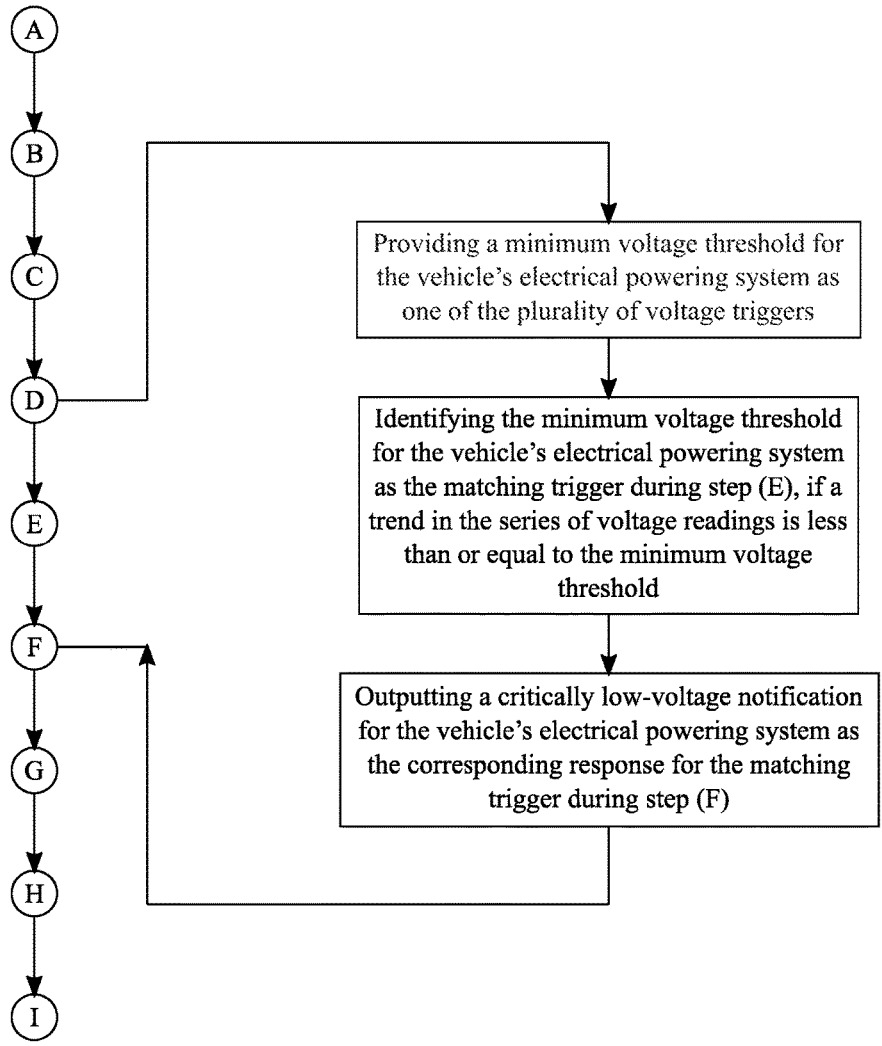 A
B
C
D
E
F
G
H
I
Providing a minimum voltage threshold for
the vehicle’s electrical powering system as
one of the plurality of voltage triggers
Identifying the minimum voltage threshold
for the vehicle’s electrical powering system
as the matching trigger during step (E), if a
trend in the series of voltage readings is less
than or equal to the minimum voltage
threshold
Outputting a critically low-voltage notification
for the vehicle’s electrical powering system as
the corresponding response for the matching
trigger during step (F)